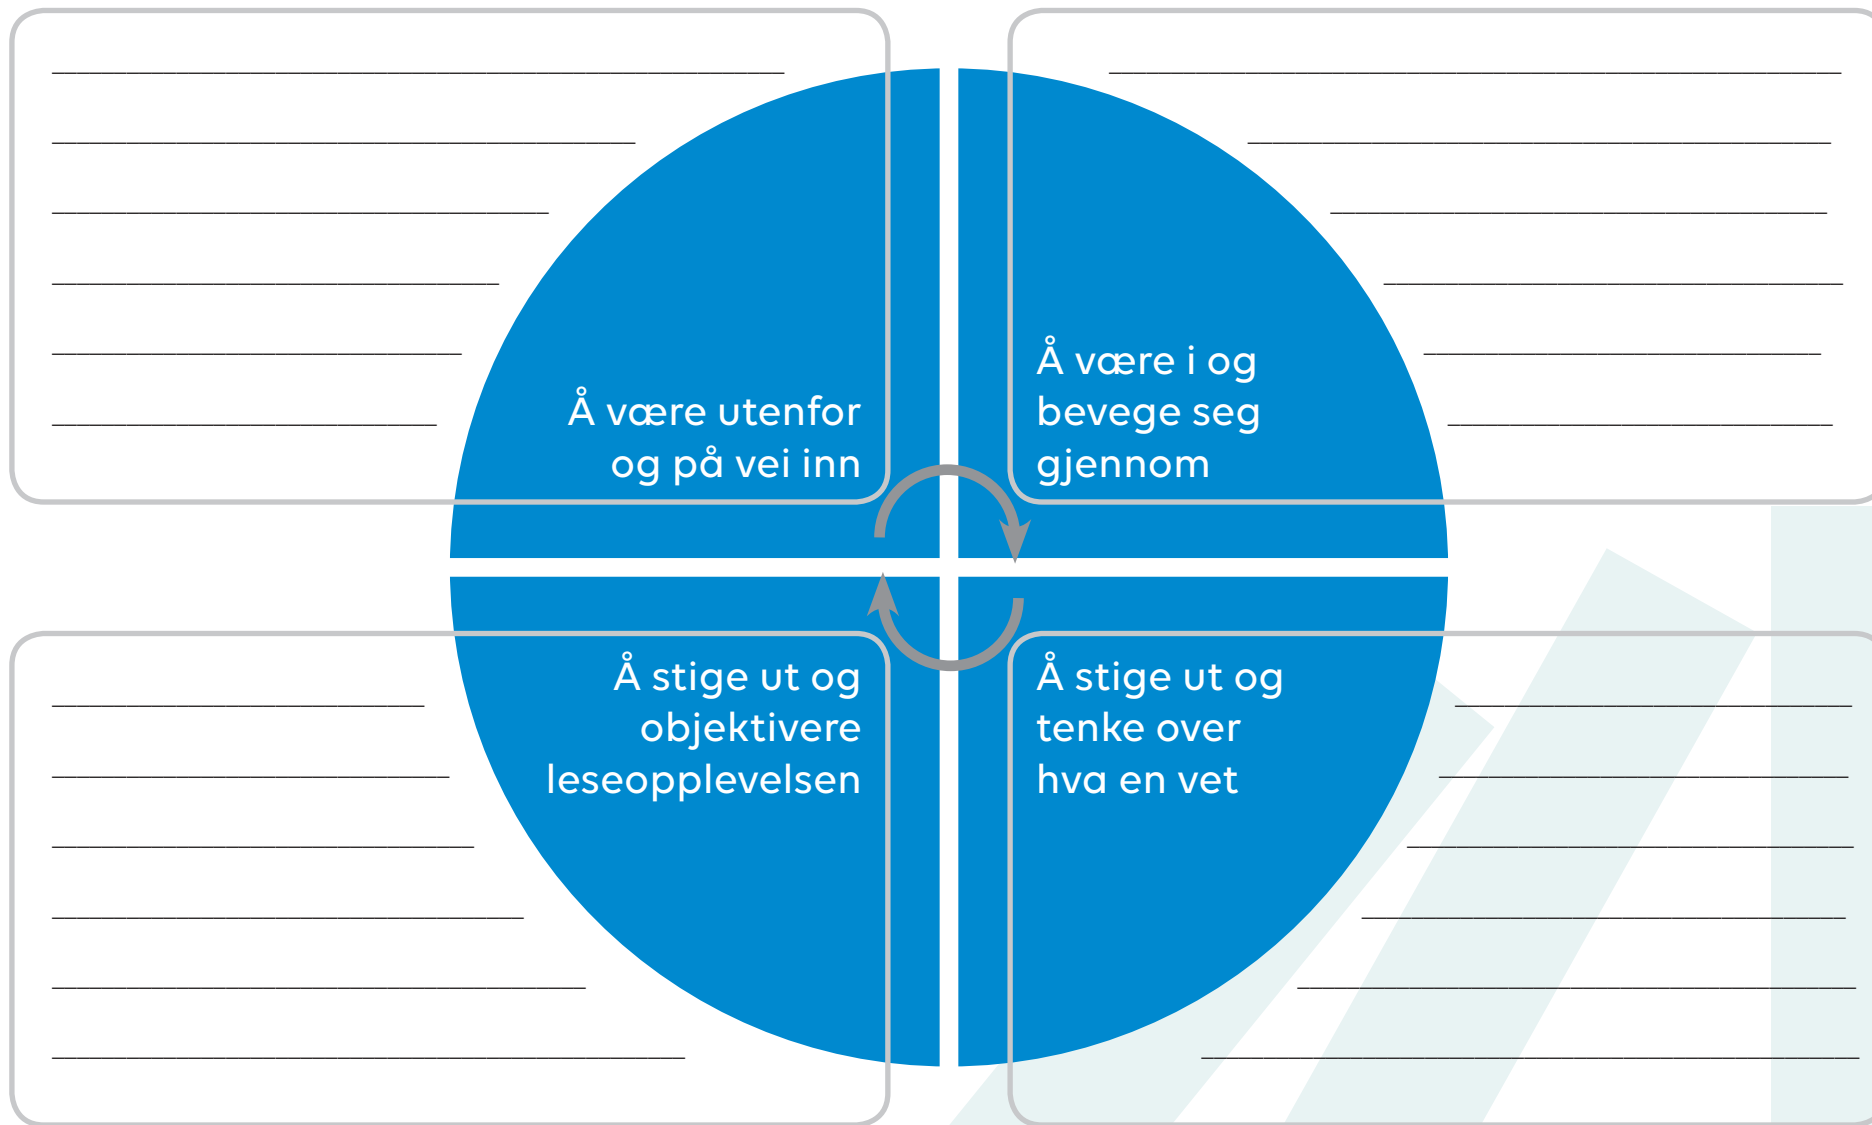 Å være utenfor
og på vei inn
Å være i og
bevege seg
gjennom
Å stige ut og
objektivere
leseopplevelsen
Å stige ut og
tenke over
hva en vet